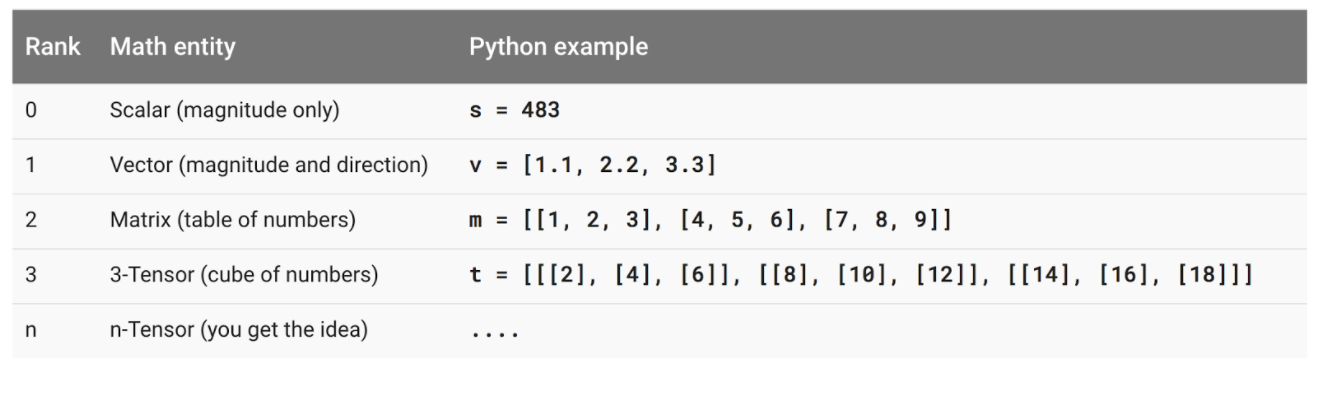 Rank Math entity Python example
0 Scalar (magnitude only) s = 483
1 Vector (magnitude and direction) v = [1.1, 2.2, 3.3]
2 Matrix (table of numbers) m = [[1, 2, 3], [4, 5, 6], [7, 8, 9]]
3 3-Tensor (cube of numbers) t = [[[2], [4], [6]], [[8], [10], [12]], [[14], [16], [18]]]
n n-Tensor (you get the idea) ....